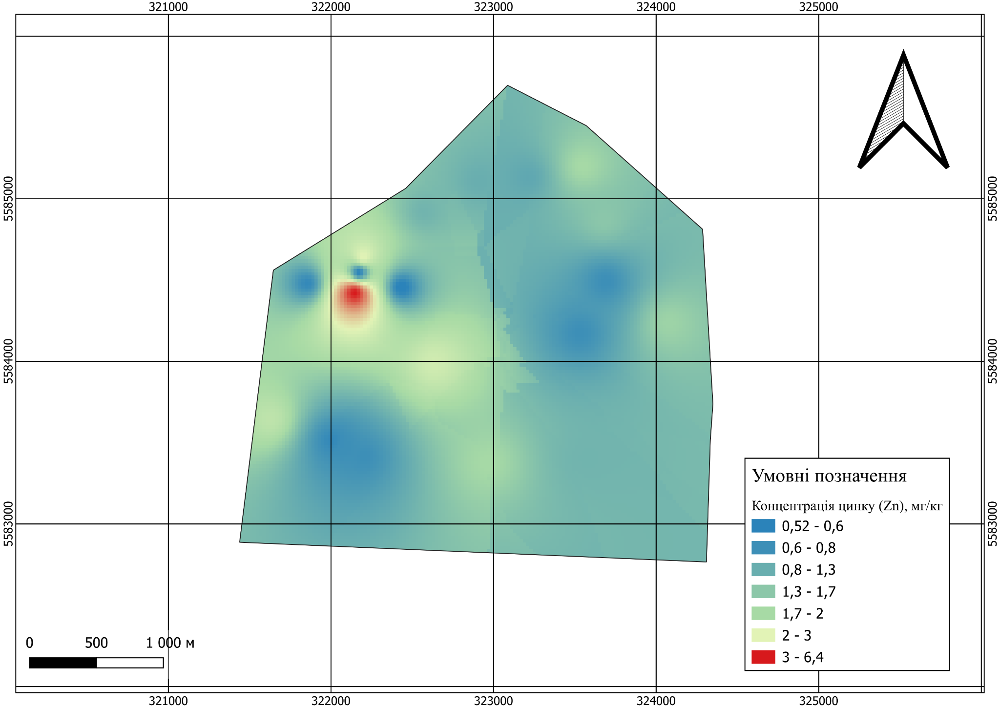 321000 322000 323000 324000 325000
5585000 5585000
5584000 5584000
5583000 5583000
Умовні позначення
Концентрація цинку (Zn), мг/кг
0,52 - 0,6
0,6 - 0,8
0,8 - 1,3
1,3 - 1,7
1,7 - 2
2 - 3
3 - 6,4
0 500 1 000 м
321000 322000 323000 324000 325000